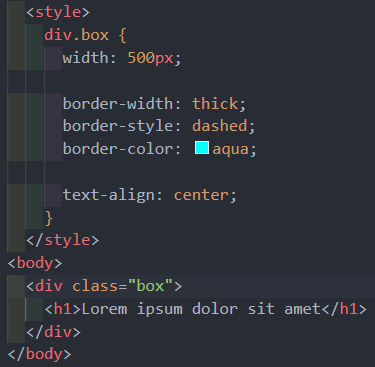 <style>
div.box {
width: 500px;
border-width: thick;
border-style: dashed;
border-color: aqua;
text-align: center;
}
</style>
<body>
<div class="box">
<h1>Lorem ipsum dolor sit amet</h1>
</div>
</body>